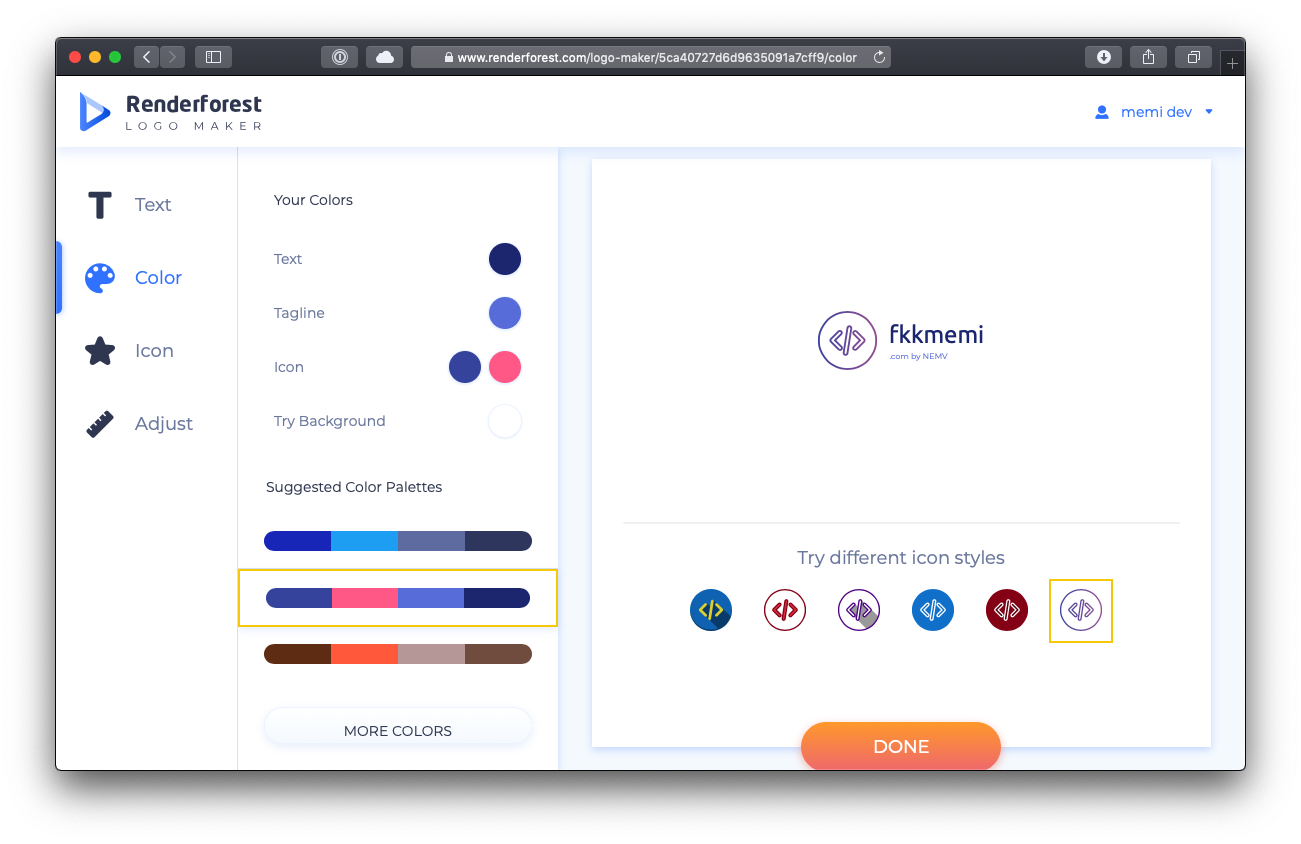 www.renderforest.com/logo-maker/5ca40727d6d9635091a7cff9/color
Renderforest
LOGO MAKER
memi dev
Text
Color
Icon
Adjust
Your Colors
Text
Tagline
Icon
Try Background
Suggested Color Palettes
MORE COLORS
</> fkkmemi
.com by NEMV
Try different icon styles
</> </> </> </> </> </>
DONE